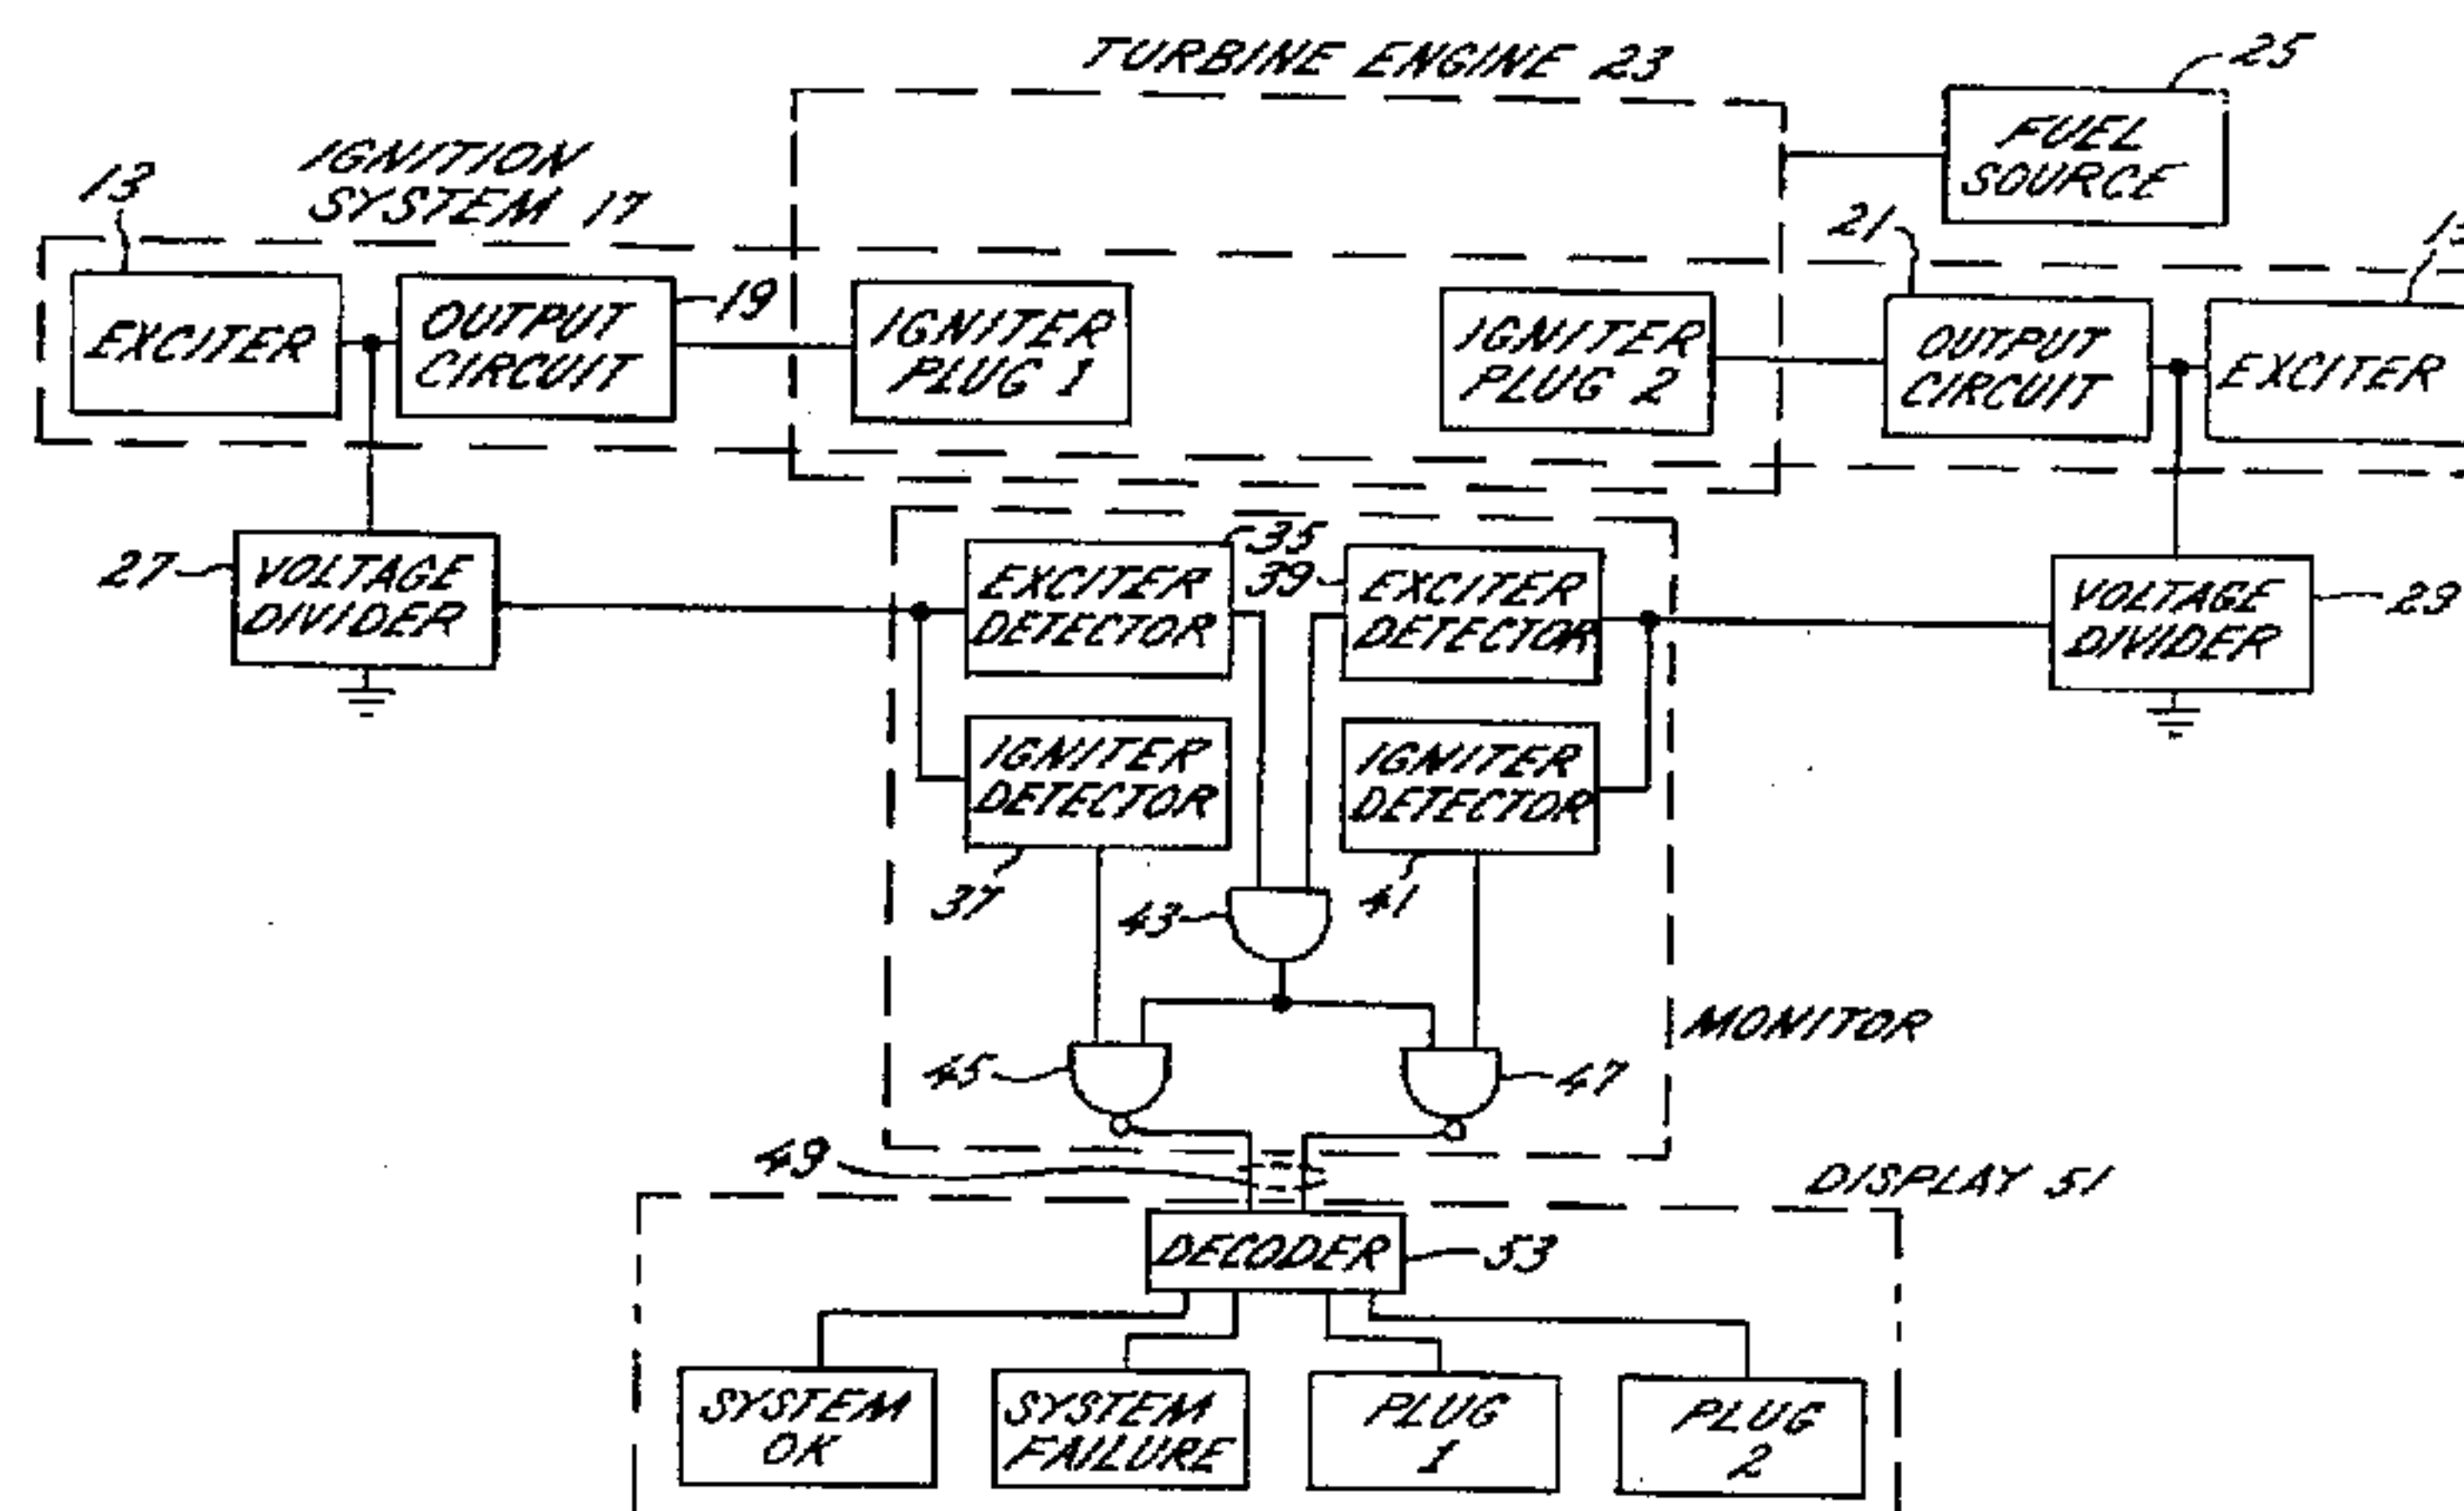 TURBINE ENGINE 23
25
FUEL
SOURCE
IGNITION
SYSTEM 17
13
21
EXCITER
OUTPUT
CIRCUIT
19
IGNITER
PLUG 1
IGNITER
PLUG 2
OUTPUT
CIRCUIT
EXCITER
27
VOLTAGE
DIVIDER
35
EXCITER
DETECTOR
39
EXCITER
DETECTOR
VOLTAGE
DIVIDER
29
IGNITER
DETECTOR
37
IGNITER
DETECTOR
41
43
MONITOR
45
47
49
DISPLAY 51
DECODER
53
SYSTEM
OK
SYSTEM
FAILURE
PLUG
1
PLUG
2